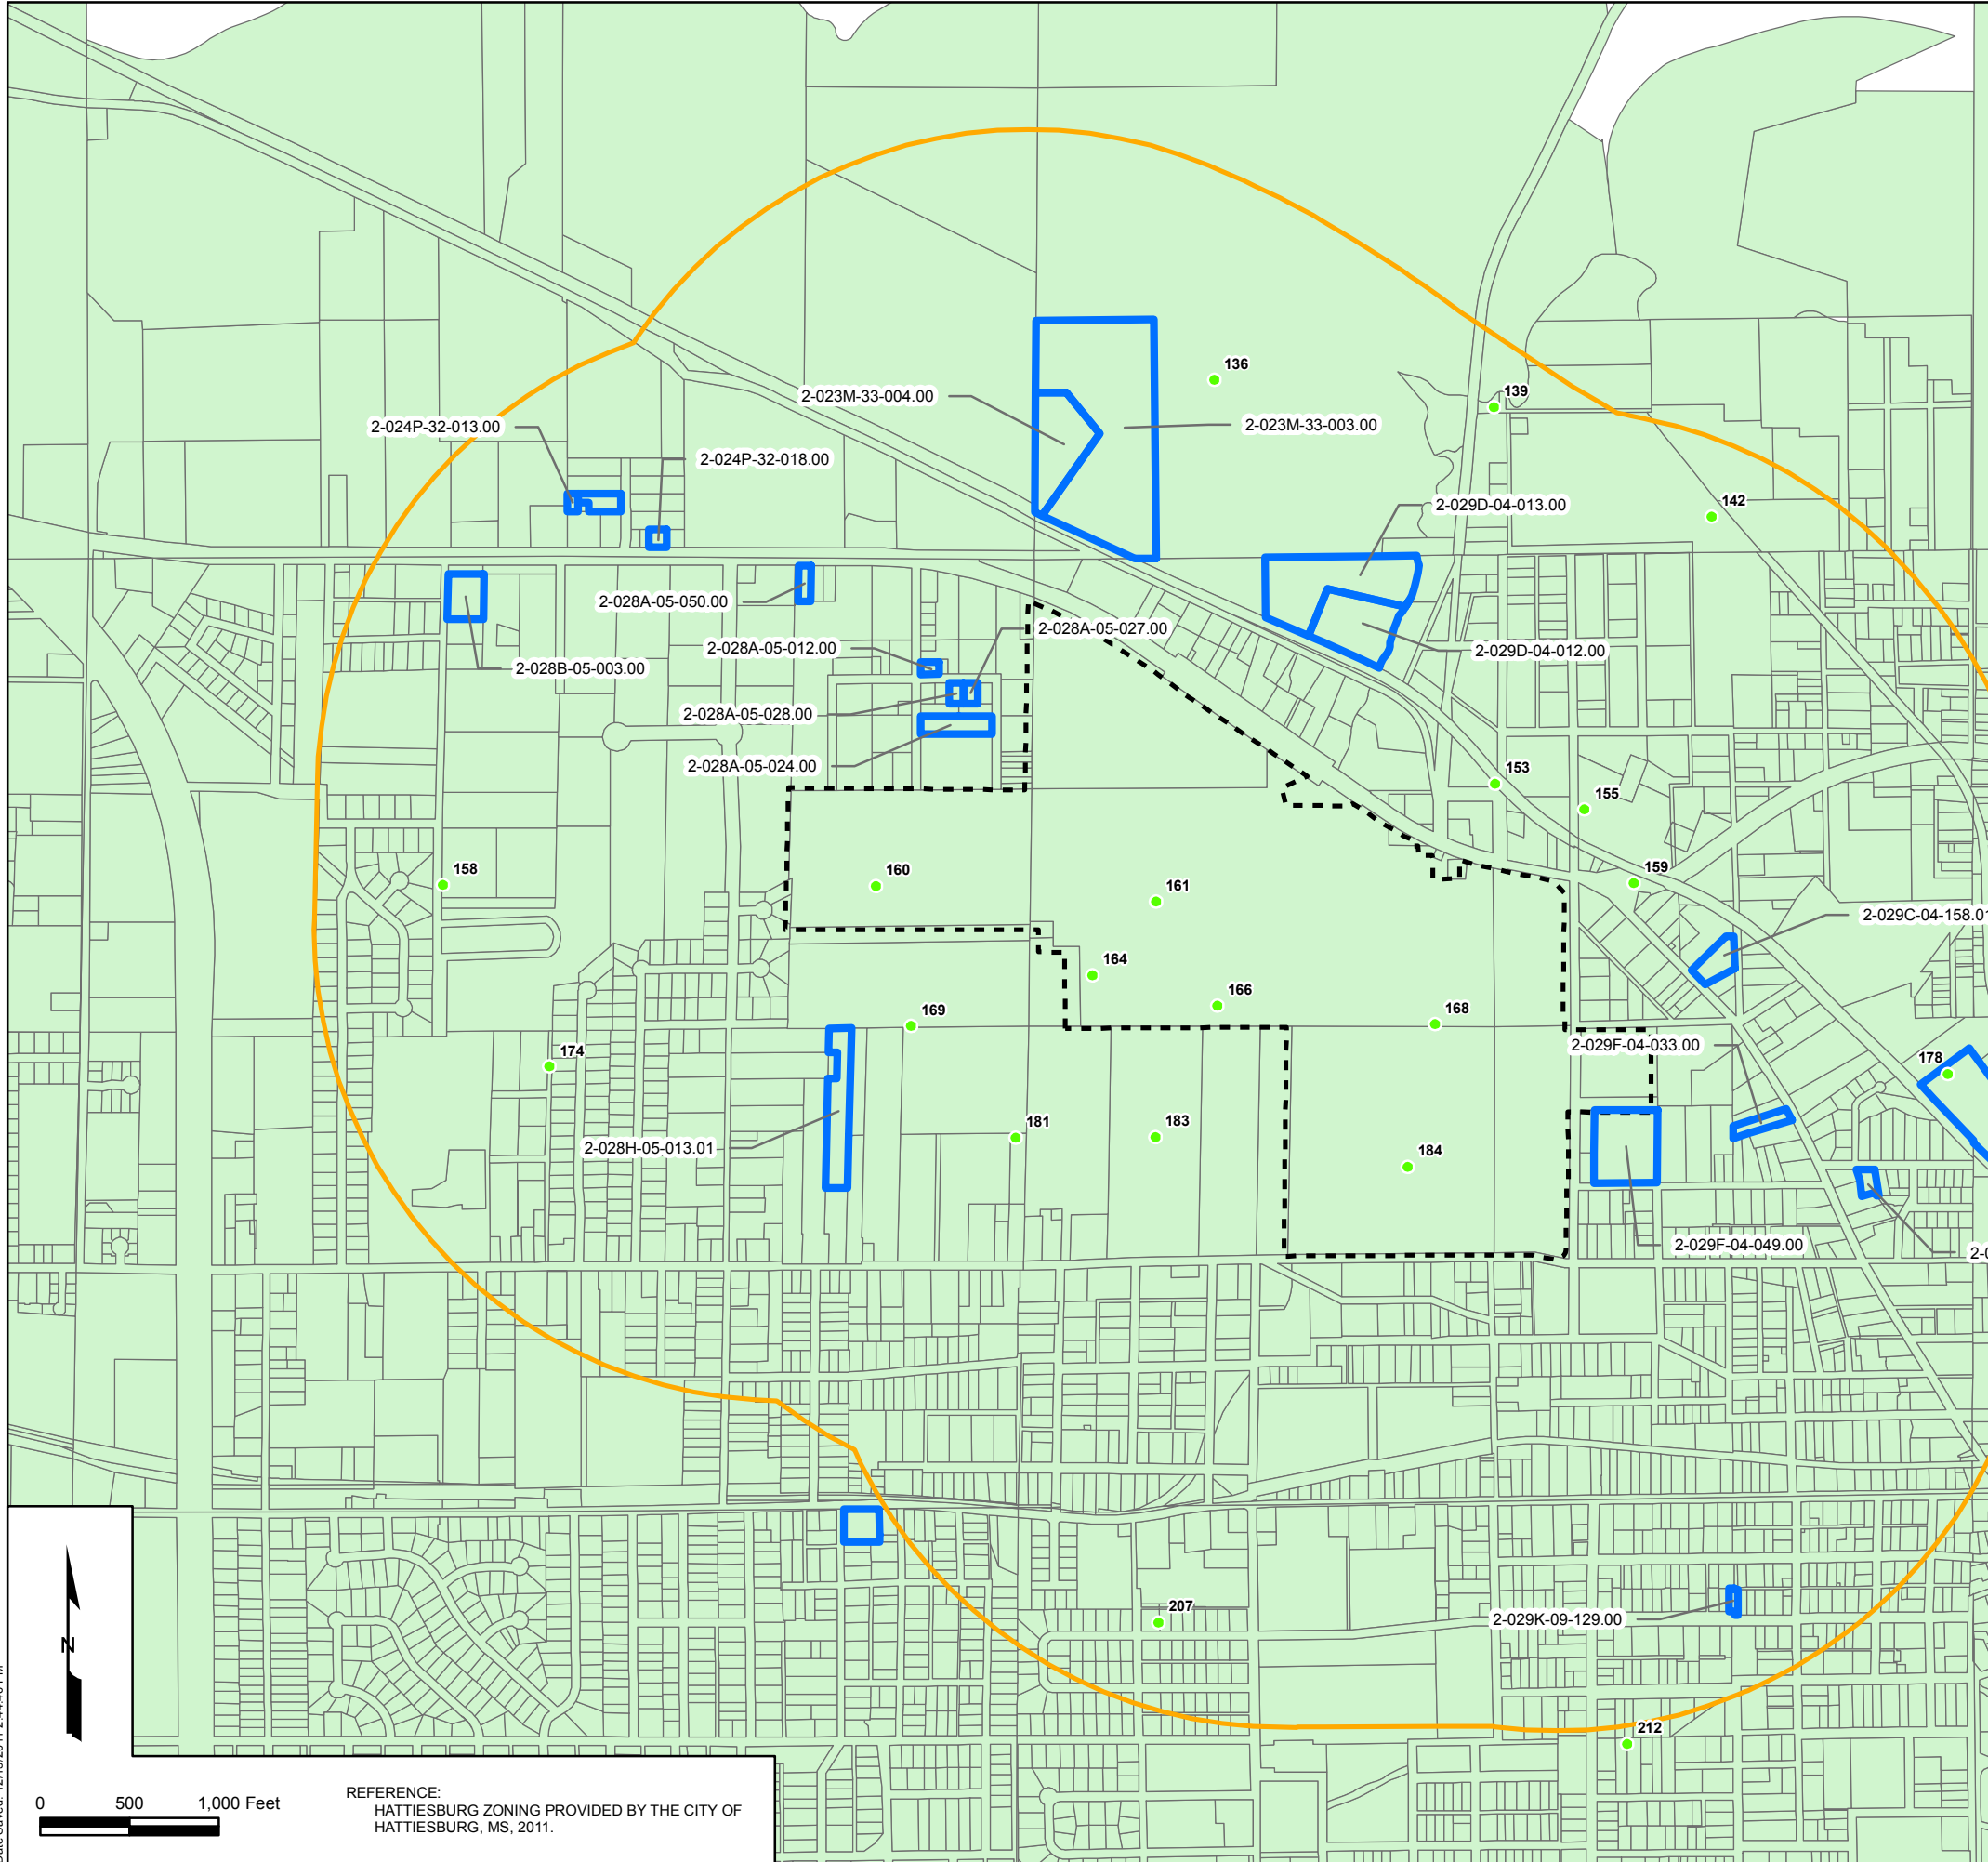 136
139
2-023M-33-004.00
2-023M-33-003.00
2-024P-32-013.00
2-024P-32-018.00
2-029D-04-013.00
142
2-028A-05-050.00
2-028A-05-027.00
2-028A-05-012.00
2-029D-04-012.00
2-028B-05-003.00
2-028A-05-028.00
2-028A-05-024.00
153
155
158
160
159
161
2-029C-04-158.01
164
166
169
168
2-029F-04-033.00
174
178
181
183
2-028H-05-013.01
184
2-029F-04-049.00
207
2-029K-09-129.00
212
N
0 500 1,000 Feet
REFERENCE:
HATTIESBURG ZONING PROVIDED BY THE CITY OF
HATTIESBURG, MS, 2011.